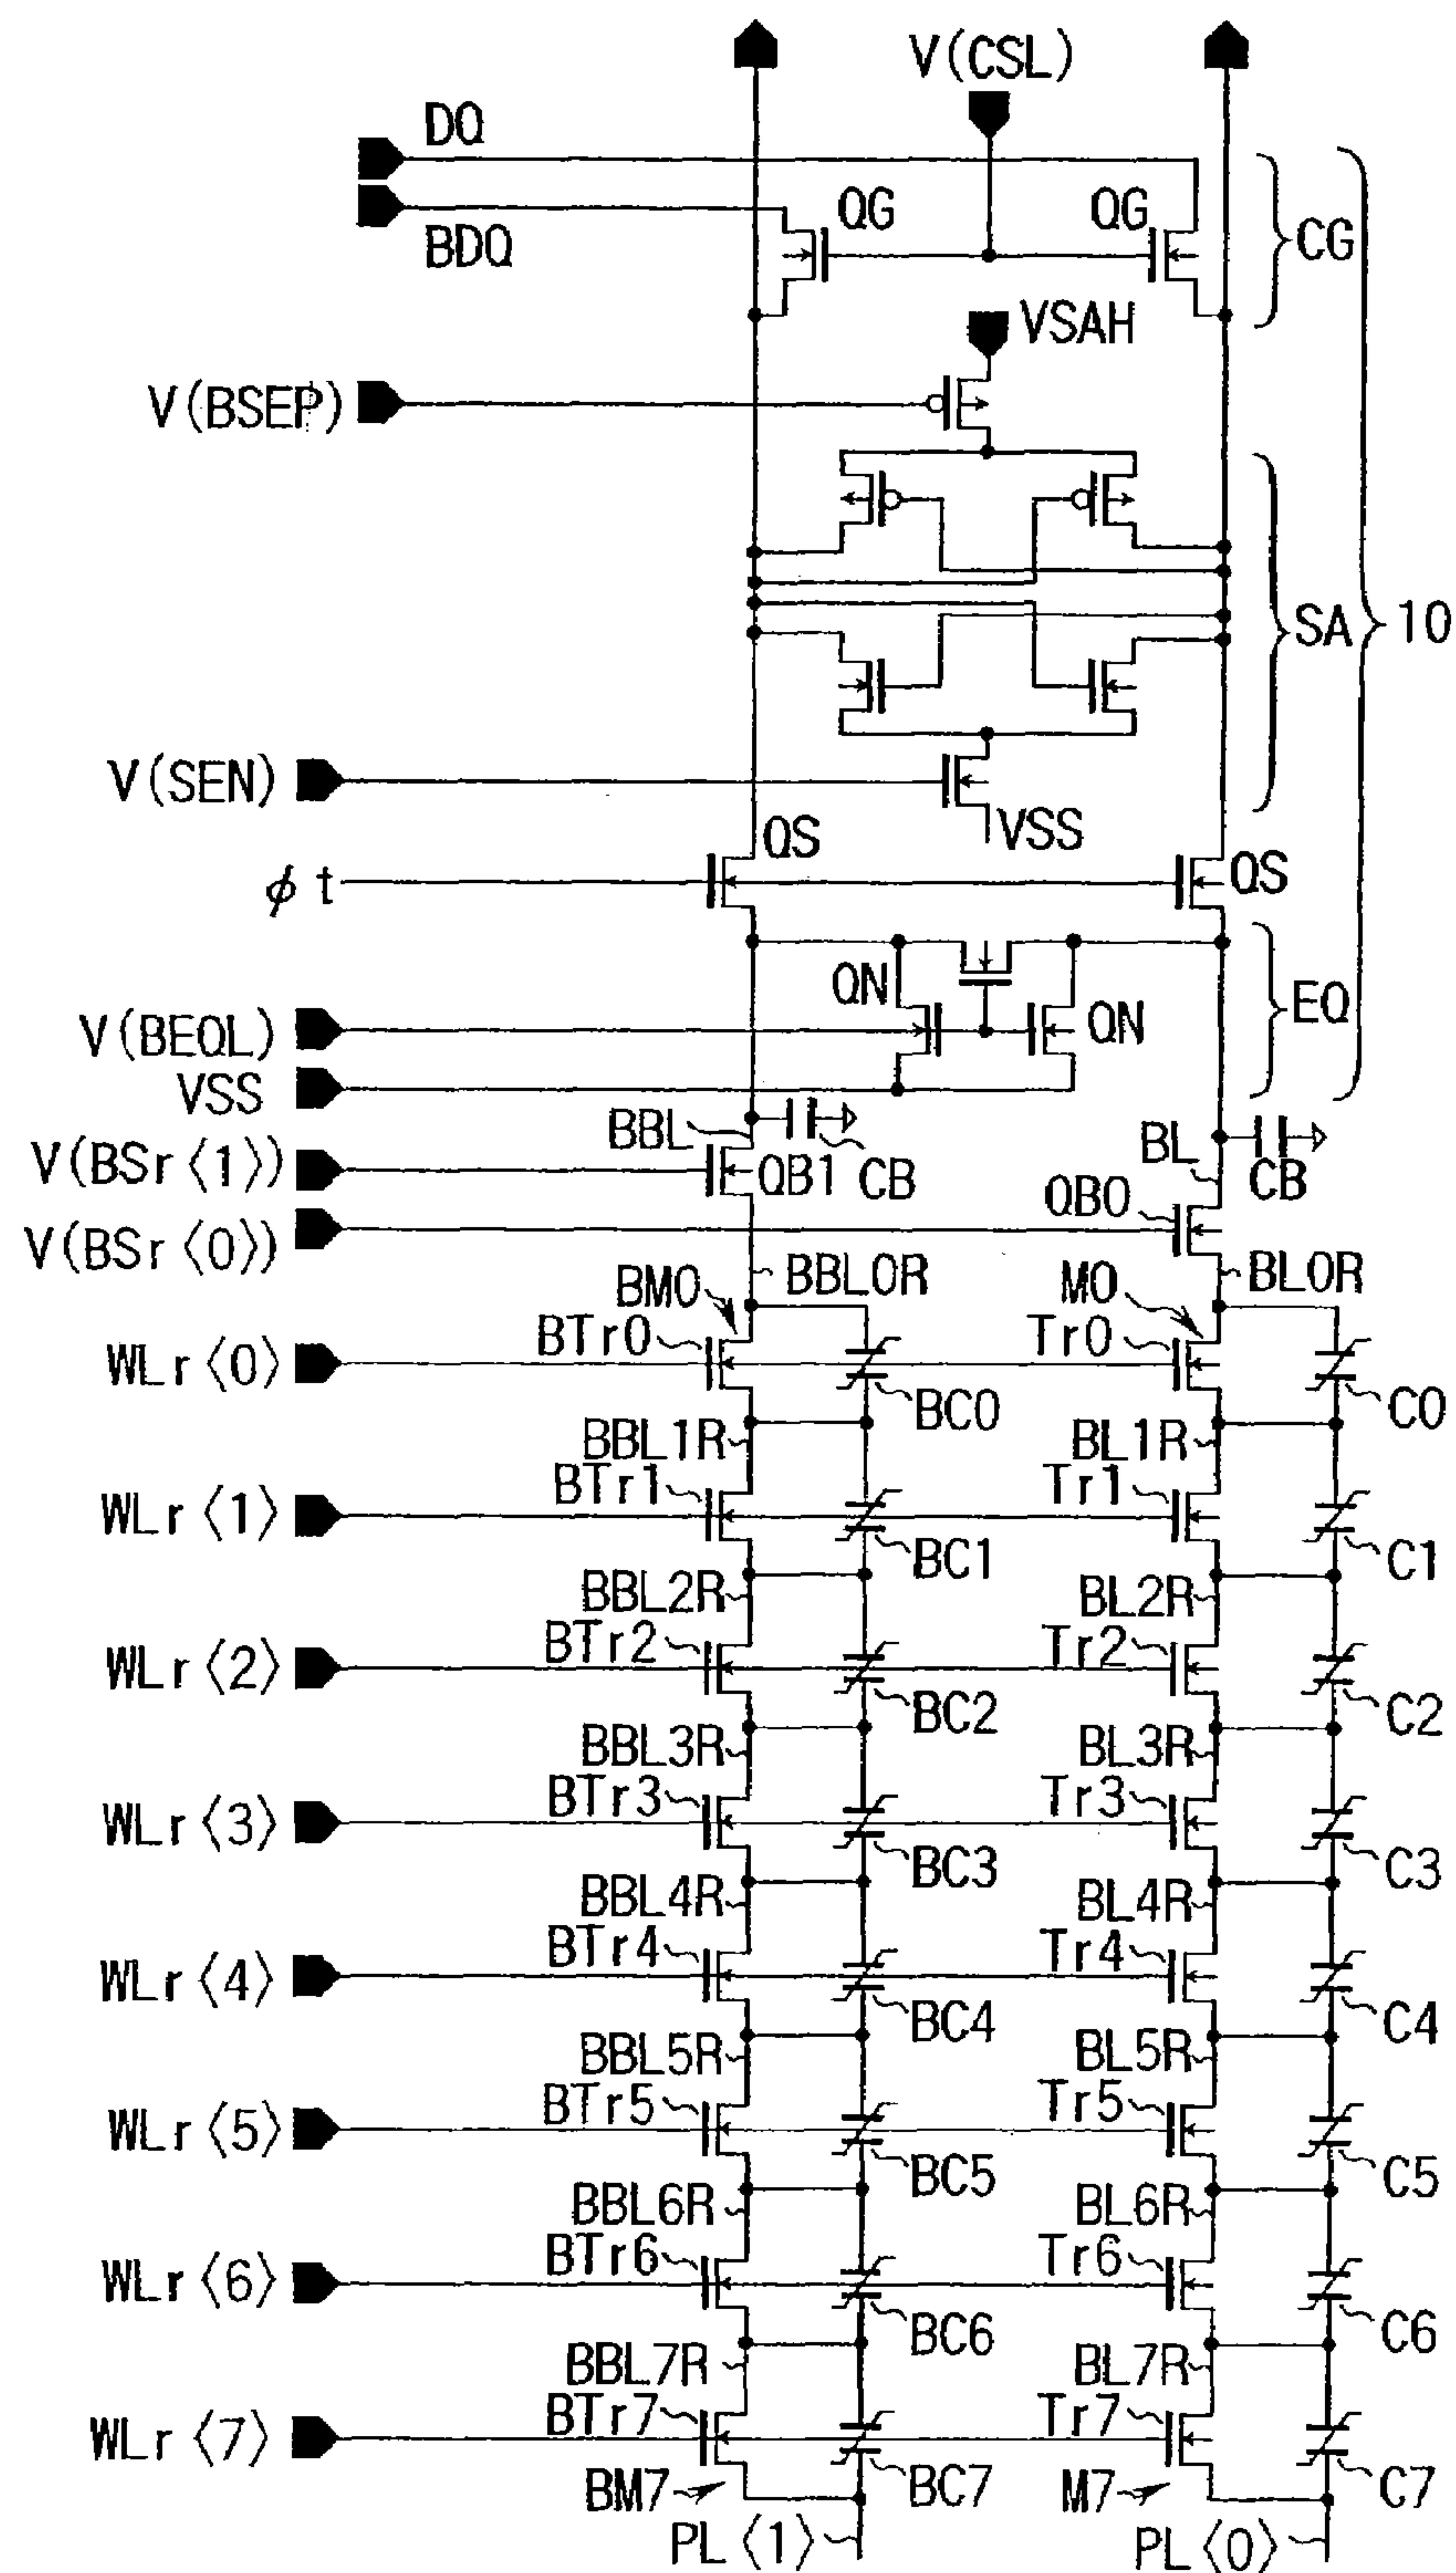 V(CSL)
DQ
BDQ
QG QG CG
VSAH
V(BSEP)
SA 10
V(SEN)
VSS
QS
φt QS
QN EQ
V(BEQL) QN
VSS
BBL BL
V(BSr⟨1⟩) QB1 CB CB
V(BSr⟨0⟩) QB0
BBL0R BL0R
BM0 M0
WLr⟨0⟩ BTr0 Tr0
BC0 C0
BBL1R BL1R
WLr⟨1⟩ BTr1 Tr1
BC1 C1
BBL2R BL2R
WLr⟨2⟩ BTr2 Tr2
BC2 C2
BBL3R BL3R
WLr⟨3⟩ BTr3 Tr3
BC3 C3
BBL4R BL4R
WLr⟨4⟩ BTr4 Tr4
BC4 C4
BBL5R BL5R
WLr⟨5⟩ BTr5 Tr5
BC5 C5
BBL6R BL6R
WLr⟨6⟩ BTr6 Tr6
BC6 C6
BBL7R BL7R
WLr⟨7⟩ BTr7 Tr7
BM7 BC7 M7 C7
PL⟨1⟩ PL⟨0⟩